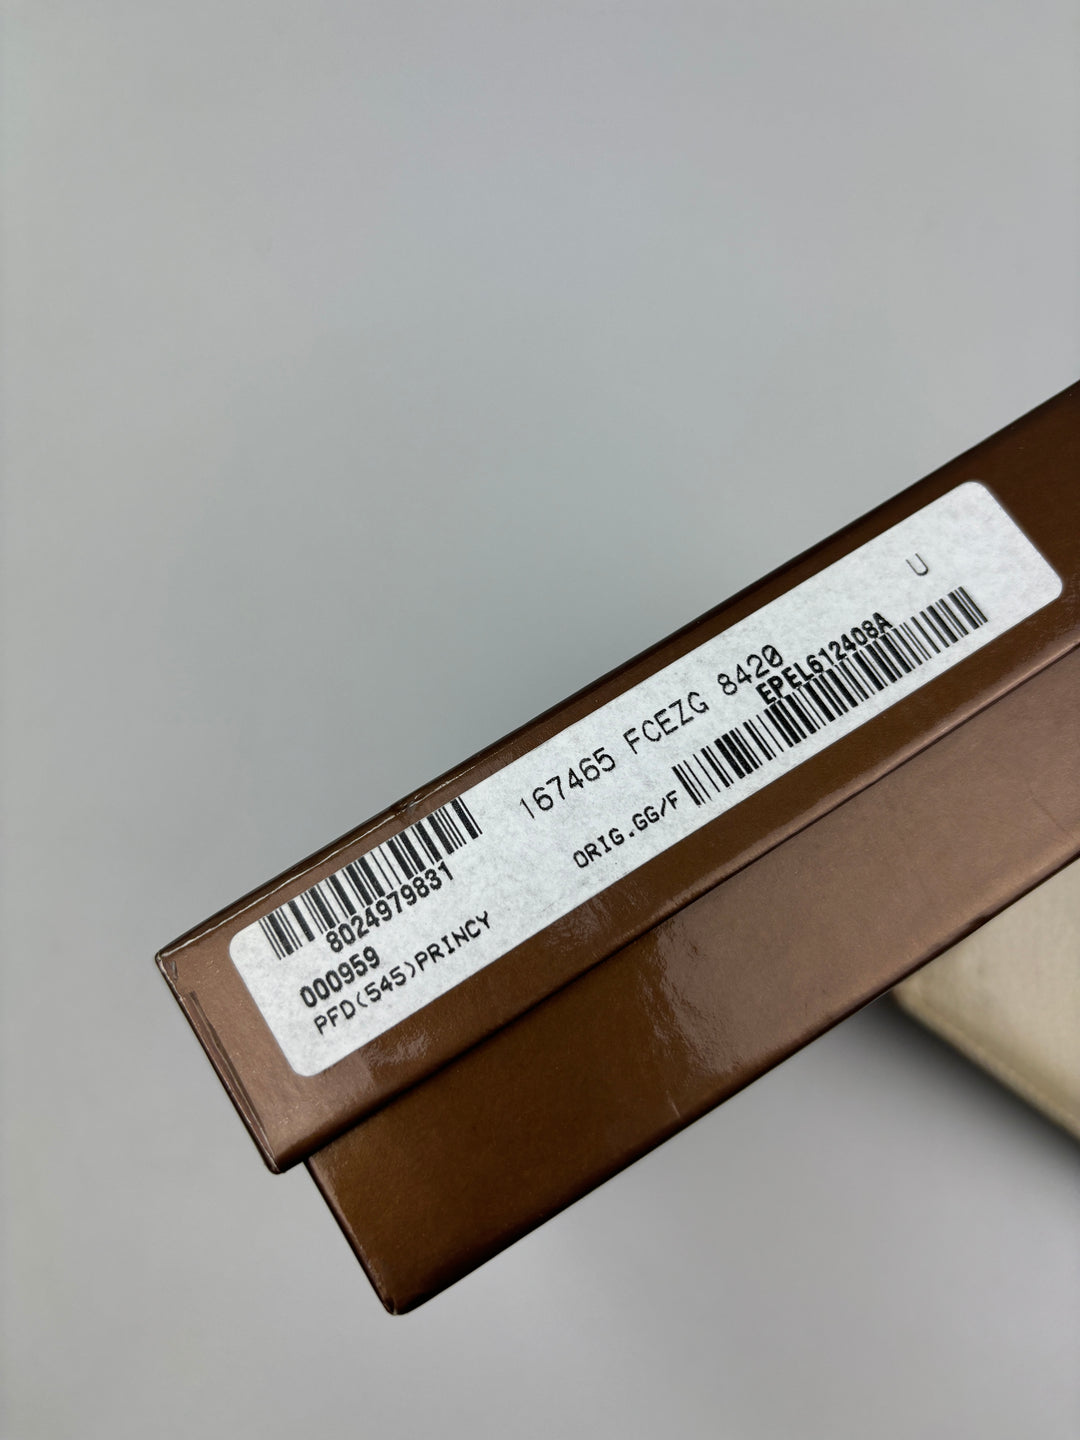 8024979831
000959
PFD(545)PRINCY
167465 FCEZG 8420
ORIG.GG/F
EPEL612408A
U